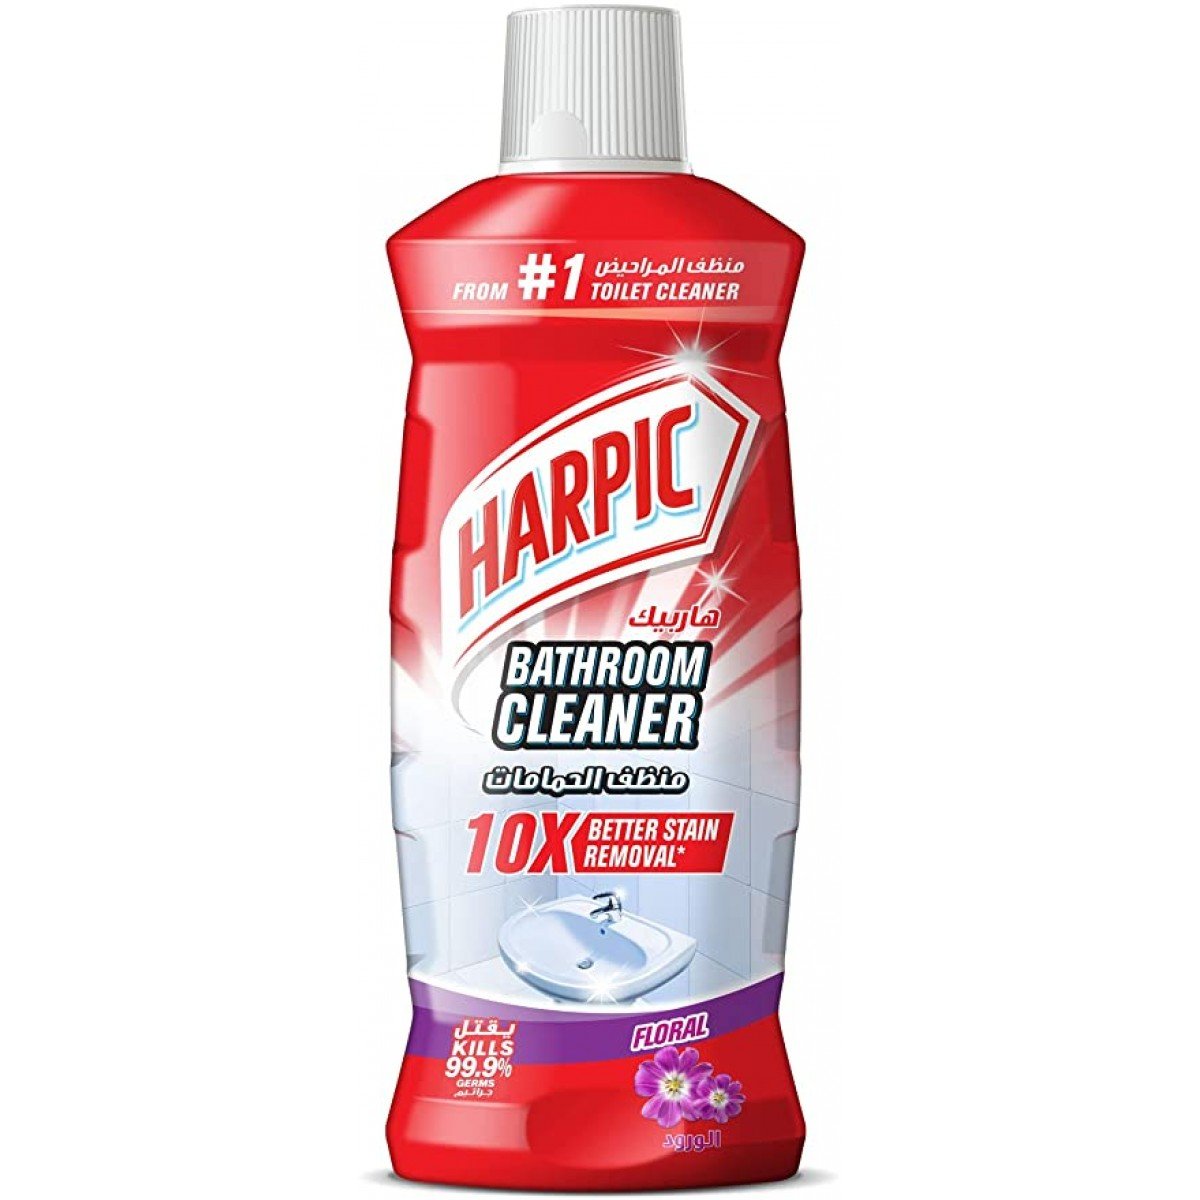 منظف المراحيض
FROM #1 TOILET CLEANER
HARPIC
هاربيك
BATHROOM
CLEANER
منظف الحمامات
10X BETTER STAIN
REMOVAL*
يقتل
KILLS
99.9%
GERMS
جراثيم
FLORAL
الورود